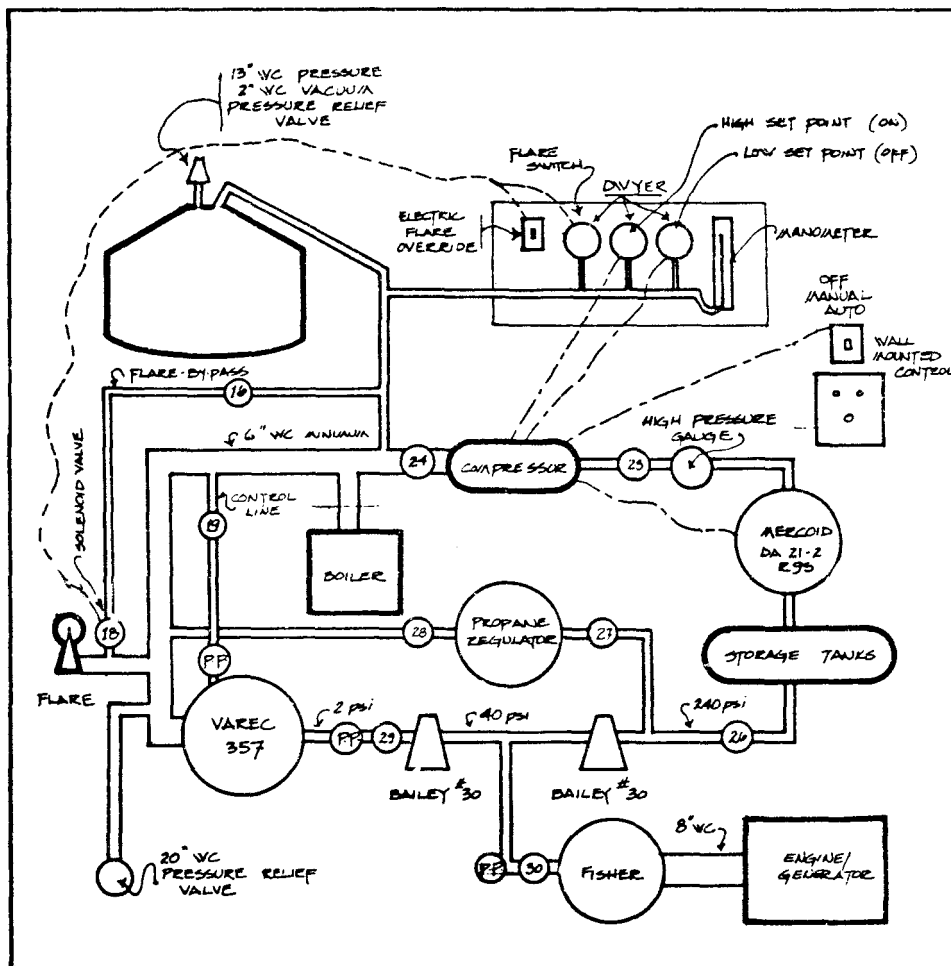 13" WC PRESSURE
2" WC VACUUM
PRESSURE RELIEF
VALVE
HIGH SET POINT (ON)
LOW SET POINT (OFF)
FLARE
SWITCH
DWYER
ELECTRIC
FLARE
OVERRIDE
MANOMETER
OFF
MANUAL
AUTO
WALL
MOUNTED
CONTROL
FLARE-BY-PASS
16
6" WC MINIMUM
HIGH PRESSURE
GAUGE
24
COMPRESSOR
25
SOLENOID VALVE
CONTROL
LINE
19
MERCOID
DA 21-2
R95
BOILER
PROPANE
REGULATOR
28
27
18
P.P.
STORAGE TANKS
FLARE
VAREC
357
2 psi
P.P.
29
40 psi
240 psi
26
BAILEY #30
BAILEY #30
8" WC
20" WC
PRESSURE RELIEF
VALVE
P.P.
30
FISHER
ENGINE/
GENERATOR